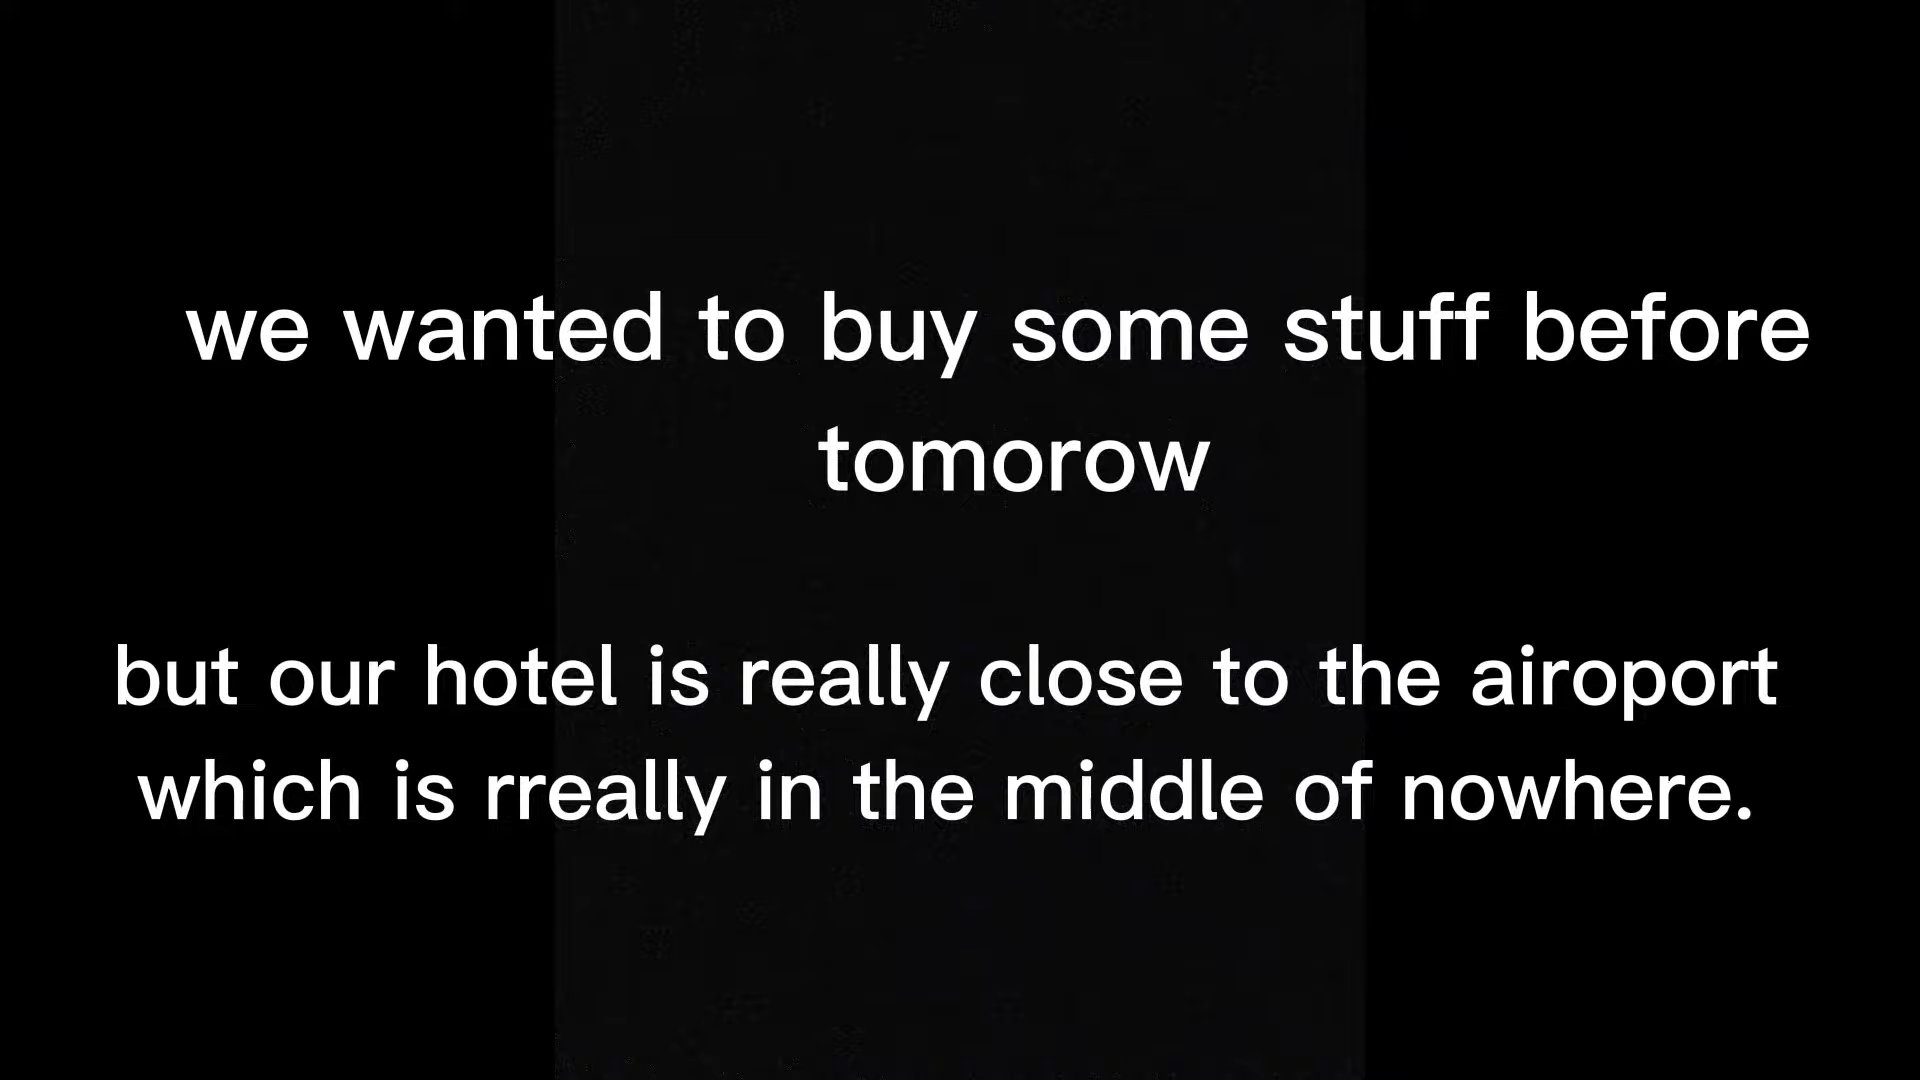 we wanted to buy some stuff before
tomorow
but our hotel is really close to the airoport
which is rreally in the middle of nowhere.